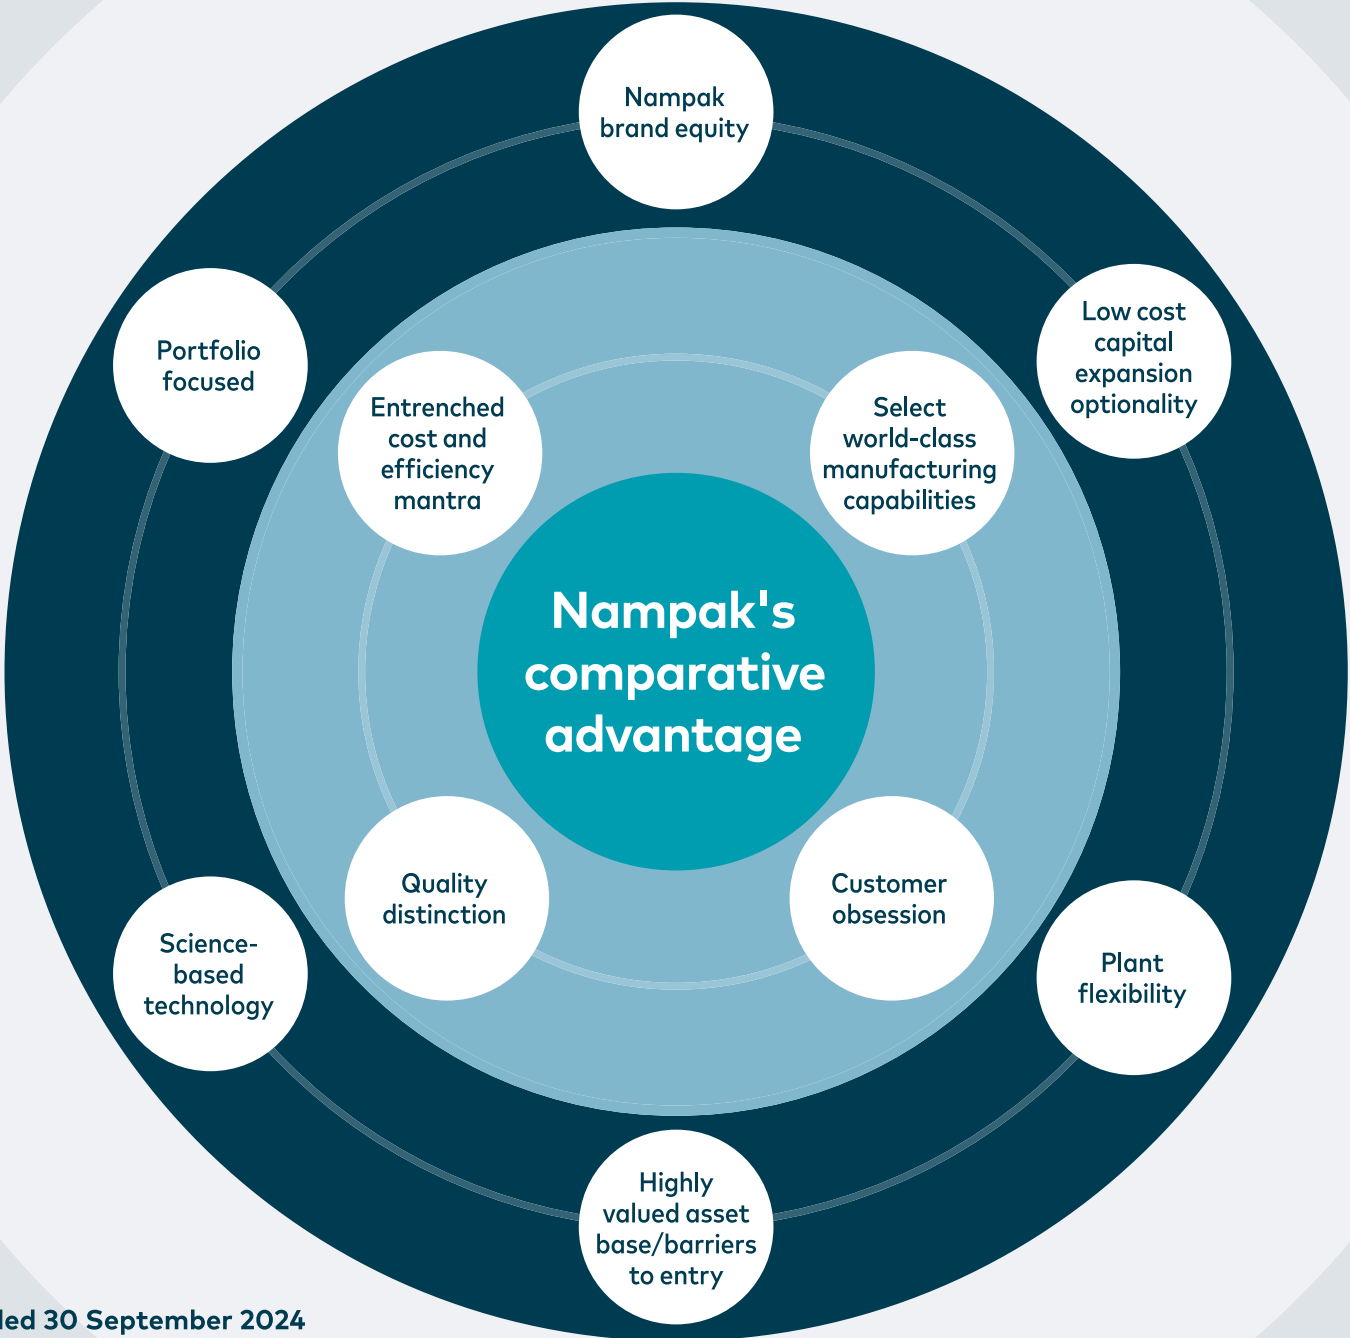 Nampak
brand equity
Low cost
capital
expansion
optionality
Portfolio
focused
Entrenched
cost and
efficiency
mantra
Select
world-class
manufacturing
capabilities
Nampak's
comparative
advantage
Quality
distinction
Customer
obsession
Science-
based
technology
Plant
flexibility
Highly
valued asset
base/barriers
to entry
30 September 2024